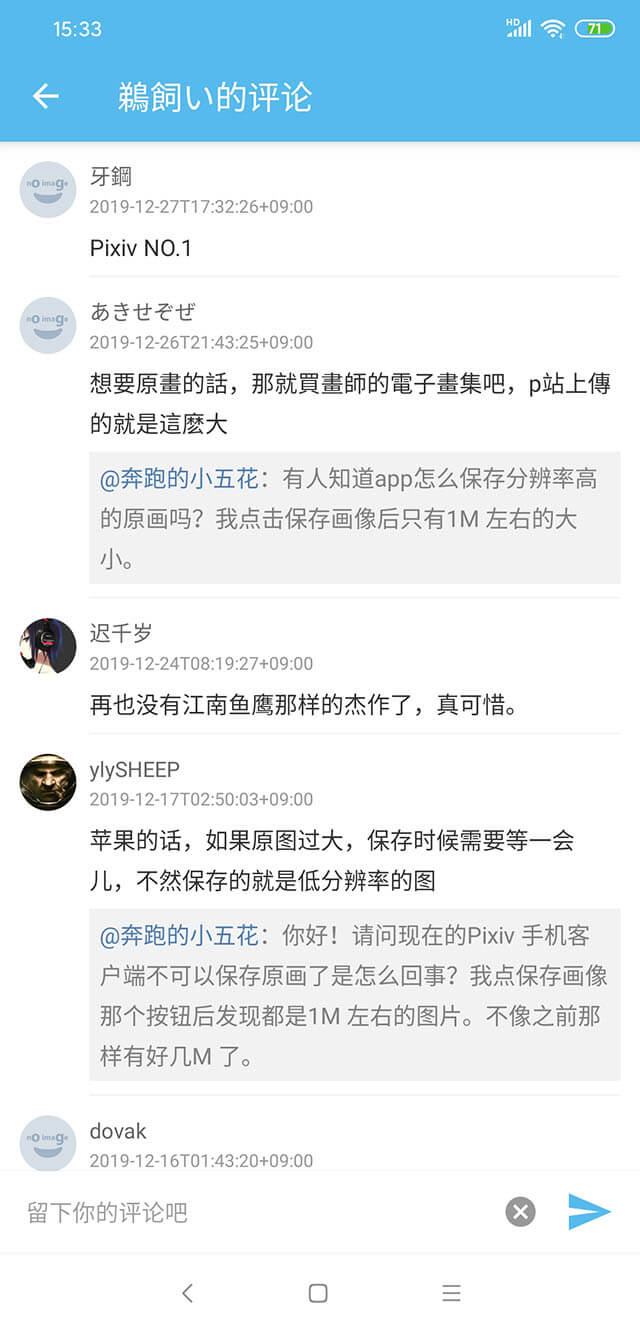 15:33
HD
71
鵜飼い的评论
no image
牙鋼
2019-12-27T17:32:26+09:00
Pixiv NO.1
no image
あきせぞぜ
2019-12-26T21:43:25+09:00
想要原畫的話，那就買畫師的電子畫集吧，p站上傳
的就是這麽大
@奔跑的小五花：有人知道app怎么保存分辨率高
的原画吗？我点击保存画像后只有1M 左右的大
小。
迟千岁
2019-12-24T08:19:27+09:00
再也没有江南鱼鹰那样的杰作了，真可惜。
ylySHEEP
2019-12-17T02:50:03+09:00
苹果的话，如果原图过大，保存时候需要等一会
儿，不然保存的就是低分辨率的图
@奔跑的小五花：你好！请问现在的Pixiv 手机客
户端不可以保存原画了是怎么回事？我点保存画像
那个按钮后发现都是1M 左右的图片。不像之前那
样有好几M 了。
no image
dovak
2019-12-16T01:43:20+09:00
留下你的评论吧